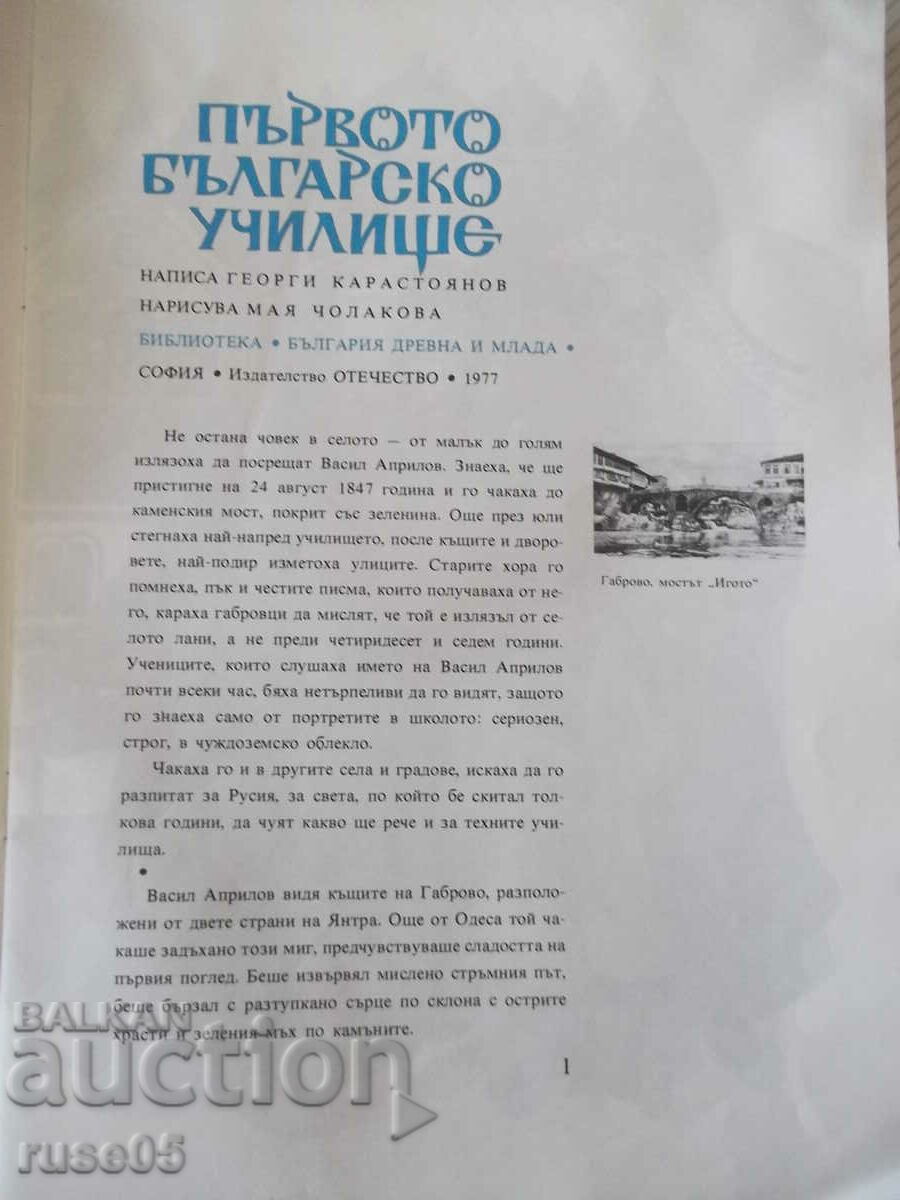 ПЪРВОТО
БЪЛГАРСКО
УЧИЛИЩЕ
НАПИСА ГЕОРГИ КАРАСТОЯНОВ
НАРИСУВА МАЯ ЧОЛАКОВА
БИБЛИОТЕКА • БЪЛГАРИЯ ДРЕВНА И МЛАДА •
СОФИЯ • Издателство ОТЕЧЕСТВО • 1977
Не остана човек в селото — от малък до голям
излязоха да посрещат Васил Априлов. Знаеха, че ще
пристигне на 24 август 1847 година и го чакаха до
каменския мост, покрит със зеленина. Още през юли
стегнаха най-напред училището, после къщите и дворо-
вете, най-подир изметоха улиците. Старите хора го
помнеха, пък и честите писма, които получаваха от не-
го, караха габровци да мислят, че той е излязъл от се-
лото лани, а не преди четиридесет и седем години.
Учениците, които слушаха името на Васил Априлов
почти всеки час, бяха нетърпеливи да го видят, защото
го знаеха само от портретите в школото: сериозен,
строг, в чуждоземско облекло.
Чакаха го и в другите села и градове, искаха да го
разпитат за Русия, за света, по който бе скитал тол-
кова години, да чуят какво ще рече и за техните учи-
лища.
•
Васил Априлов видя къщите на Габрово, разполо-
жени от двете страни на Янтра. Още от Одеса той ча-
каше задъхано този миг, предчувствуваше сладостта на
първия поглед. Беше извървял мислено стръмния път,
беше бързал с разтупкано сърце по склона с острите
храсти и зеления мъх по камъните.
1
Габрово, мостът „Игото“
BALKAN
auction
ruse05